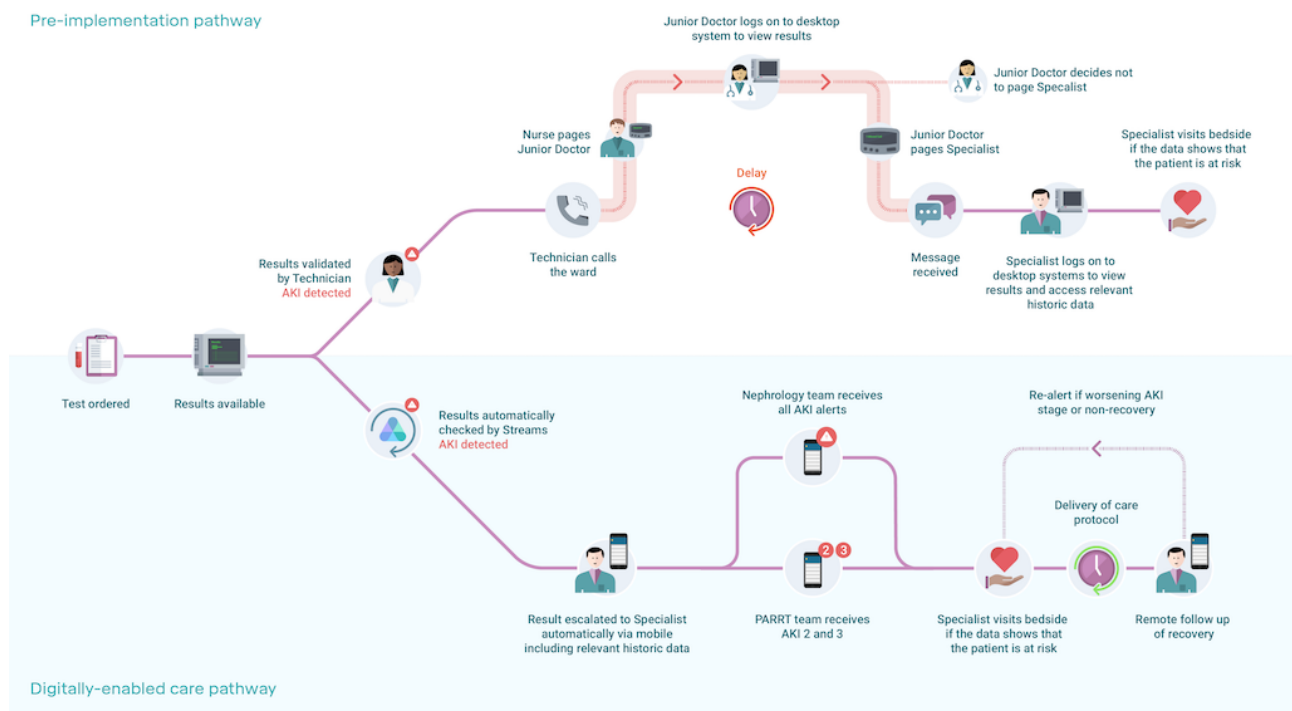 Pre-implementation pathway
Junior Doctor logs on to desktop
system to view results
Junior Doctor decides not
to page Specalist
Nurse pages
Junior Doctor
Junior Doctor
pages Specialist
Specialist visits bedside
if the data shows that
the patient is at risk
Delay
Technician calls
the ward
Message
received
Specialist logs on to
desktop systems to view
results and access relevant
historic data
Results validated
by Technician
AKI detected
Test ordered
Results available
Results automatically
checked by Streams
AKI detected
Nephrology team receives
all AKI alerts
Re-alert if worsening AKI
stage or non-recovery
Delivery of care
protocol
2 3
Result escalated to Specialist
automatically via mobile
including relevant historic data
PARRT team receives
AKI 2 and 3
Specialist visits bedside
if the data shows that
the patient is at risk
Remote follow up
of recovery
Digitally-enabled care pathway